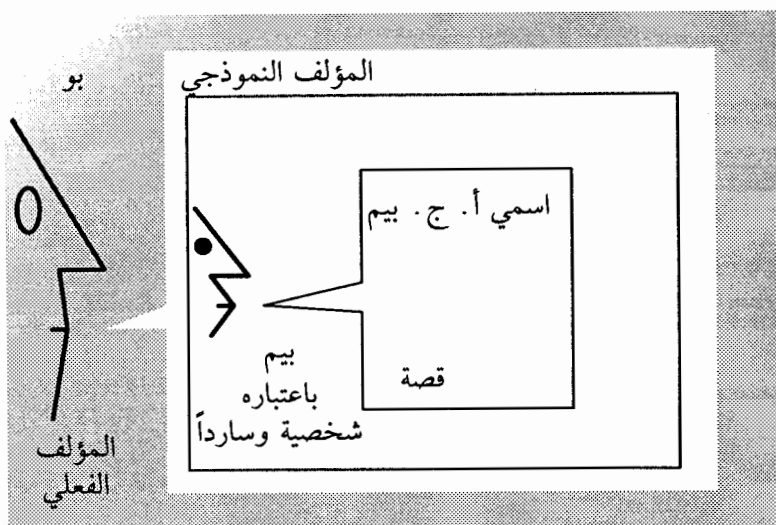 بو
المؤلف النموذجي
اسمي أ. ج. بيم
قصة
بيم
باعتباره
شخصية وسارداً
المؤلف
الفعلي